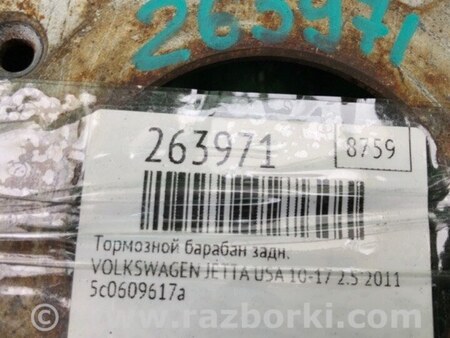 263971
263971
8759
Тормозной барабан задн.
VOLKSWAGEN JETTA USA 10-17 2.5 2011
5c0609617a
www.razborki.com